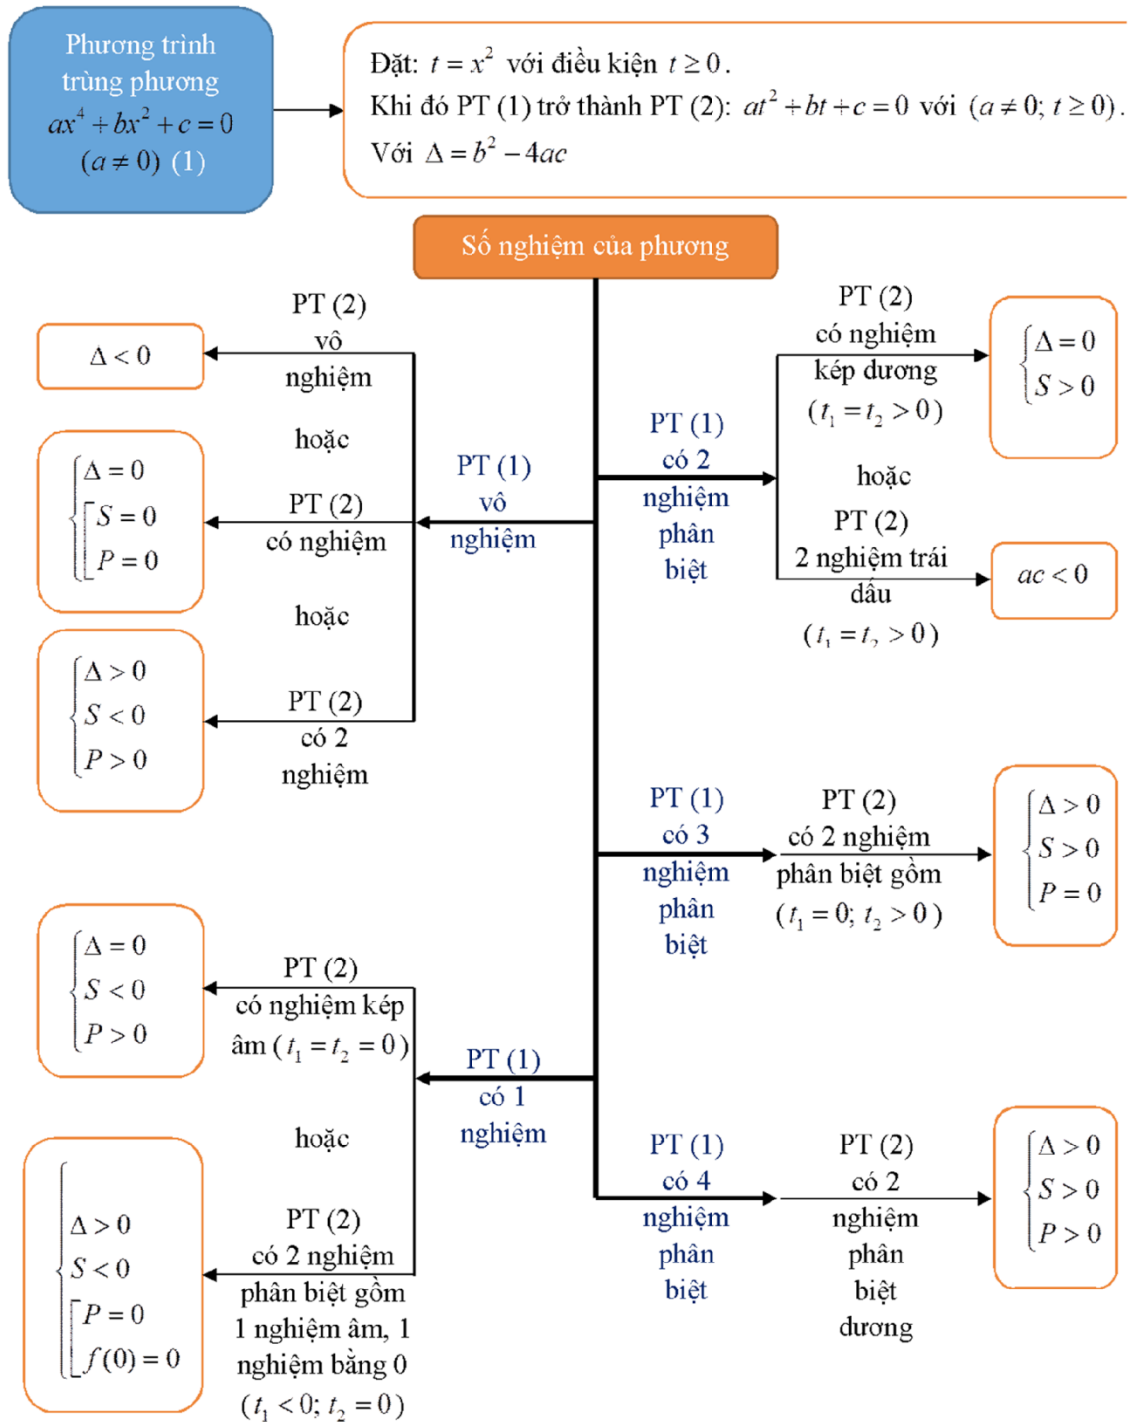 Phương trình
trùng phương
ax⁴ + bx² + c = 0
(a ≠ 0) (1)
Đặt: t = x² với điều kiện t ≥ 0.
Khi đó PT (1) trở thành PT (2): at² + bt + c = 0 với (a ≠ 0; t ≥ 0).
Với Δ = b² − 4ac
Số nghiệm của phương
PT (2)
vô
nghiệm
Δ < 0
hoặc
PT (2)
có nghiệm
Δ = 0
S = 0
P = 0
hoặc
PT (2)
có 2
nghiệm
Δ > 0
S < 0
P > 0
PT (1)
vô
nghiệm
PT (1)
có 2
nghiệm
phân
biệt
PT (2)
có nghiệm
kép dương
(t₁ = t₂ > 0)
Δ = 0
S > 0
hoặc
PT (2)
2 nghiệm trái
dấu
(t₁ = t₂ > 0)
ac < 0
PT (1)
có 3
nghiệm
phân
biệt
PT (2)
có 2 nghiệm
phân biệt gồm
(t₁ = 0; t₂ > 0)
Δ > 0
S > 0
P = 0
Δ = 0
S < 0
P > 0
PT (2)
có nghiệm kép
âm (t₁ = t₂ = 0)
PT (1)
có 1
nghiệm
hoặc
Δ > 0
S < 0
P = 0
f(0) = 0
PT (2)
có 2 nghiệm
phân biệt gồm
1 nghiệm âm, 1
nghiệm bằng 0
(t₁ < 0; t₂ = 0)
PT (1)
có 4
nghiệm
phân
biệt
PT (2)
có 2
nghiệm
phân
biệt
dương
Δ > 0
S > 0
P > 0